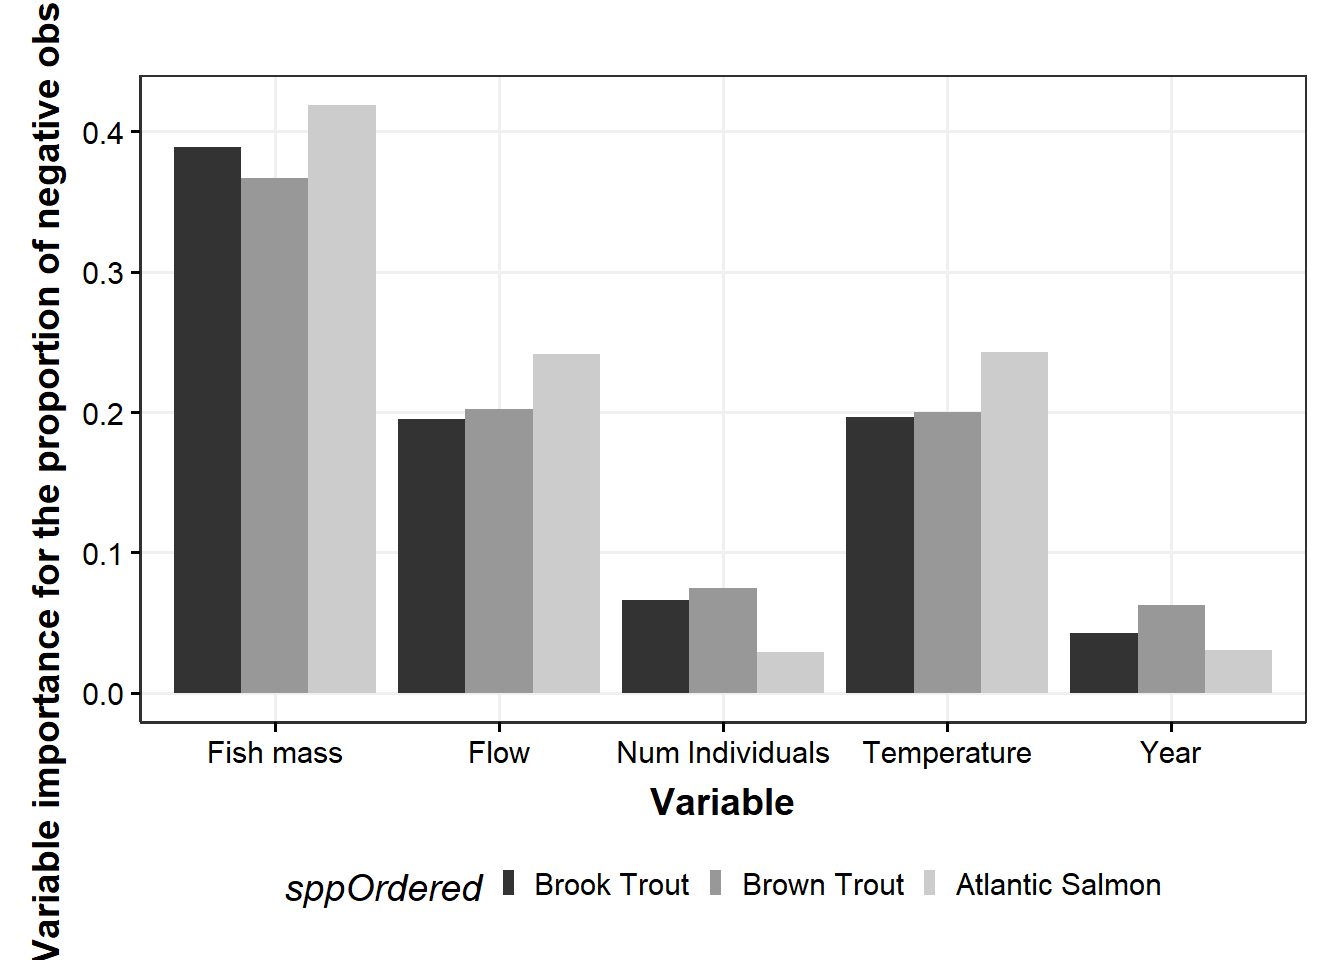 Variable importance for the proportion of negative obs
0.4
0.3
0.2
0.1
0.0
Fish mass Flow Num Individuals Temperature Year
Variable
sppOrdered Brook Trout Brown Trout Atlantic Salmon